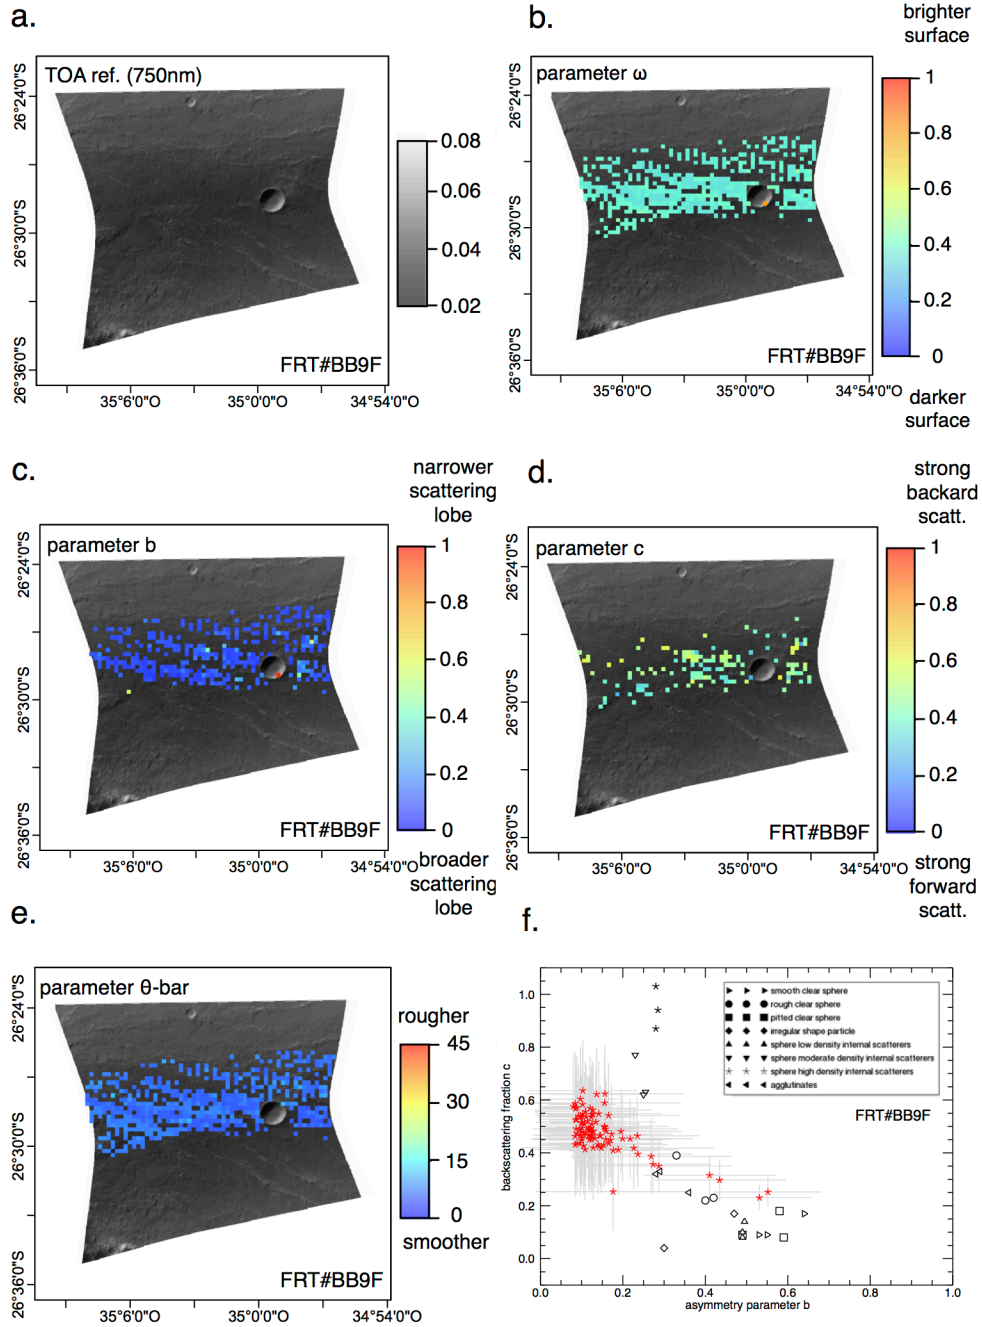 a.
TOA ref. (750nm)
26°24'0"S
26°30'0"S
26°36'0"S
0.08
0.06
0.04
0.02
FRT#BB9F
35°6'0"O
35°0'0"O
34°54'0"O
b.
brighter
surface
parameter ω
26°24'0"S
26°30'0"S
26°36'0"S
1
0.8
0.6
0.4
0.2
0
FRT#BB9F
35°6'0"O
35°0'0"O
34°54'0"O
darker
surface
c.
narrower
scattering
lobe
parameter b
26°24'0"S
26°30'0"S
26°36'0"S
1
0.8
0.6
0.4
0.2
0
FRT#BB9F
35°6'0"O
35°0'0"O
34°54'0"O
broader
scattering
lobe
d.
strong
backard
scatt.
parameter c
26°24'0"S
26°30'0"S
26°36'0"S
1
0.8
0.6
0.4
0.2
0
FRT#BB9F
35°6'0"O
35°0'0"O
34°54'0"O
strong
forward
scatt.
e.
parameter θ-bar
26°24'0"S
26°30'0"S
26°36'0"S
rougher
45
30
15
0
smoother
FRT#BB9F
35°6'0"O
35°0'0"O
34°54'0"O
f.
backscattering fraction c
1.0
0.8
0.6
0.4
0.2
0.0
smooth clear sphere
rough clear sphere
pitted clear sphere
irregular shape particle
sphere low density internal scatterers
sphere moderate density internal scatterers
sphere high density internal scatterers
agglutinates
FRT#BB9F
0.0 0.2 0.4 0.6 0.8 1.0
asymmetry parameter b